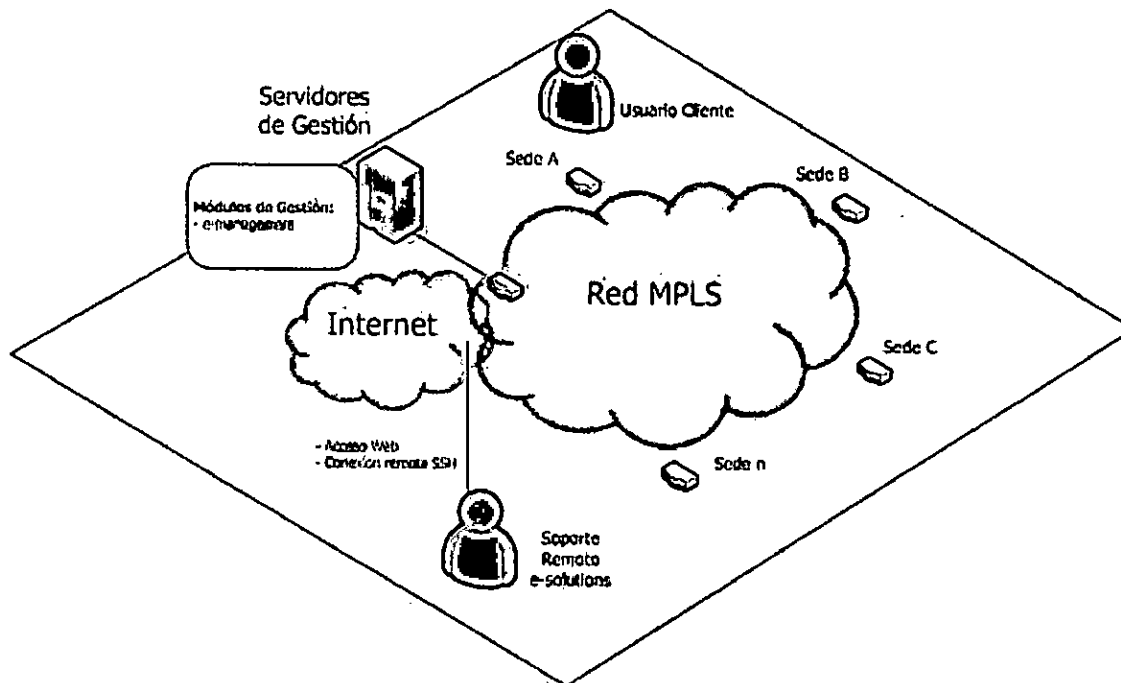 Servidores
de Gestión
Usuario Cliente
Sede A
Sede B
Módulos de Gestión:
- e-management
Red MPLS
Internet
Sede C
- Acceso Web
- Conexión remota SSH
Sede n
Soporte
Remoto
e-solutions